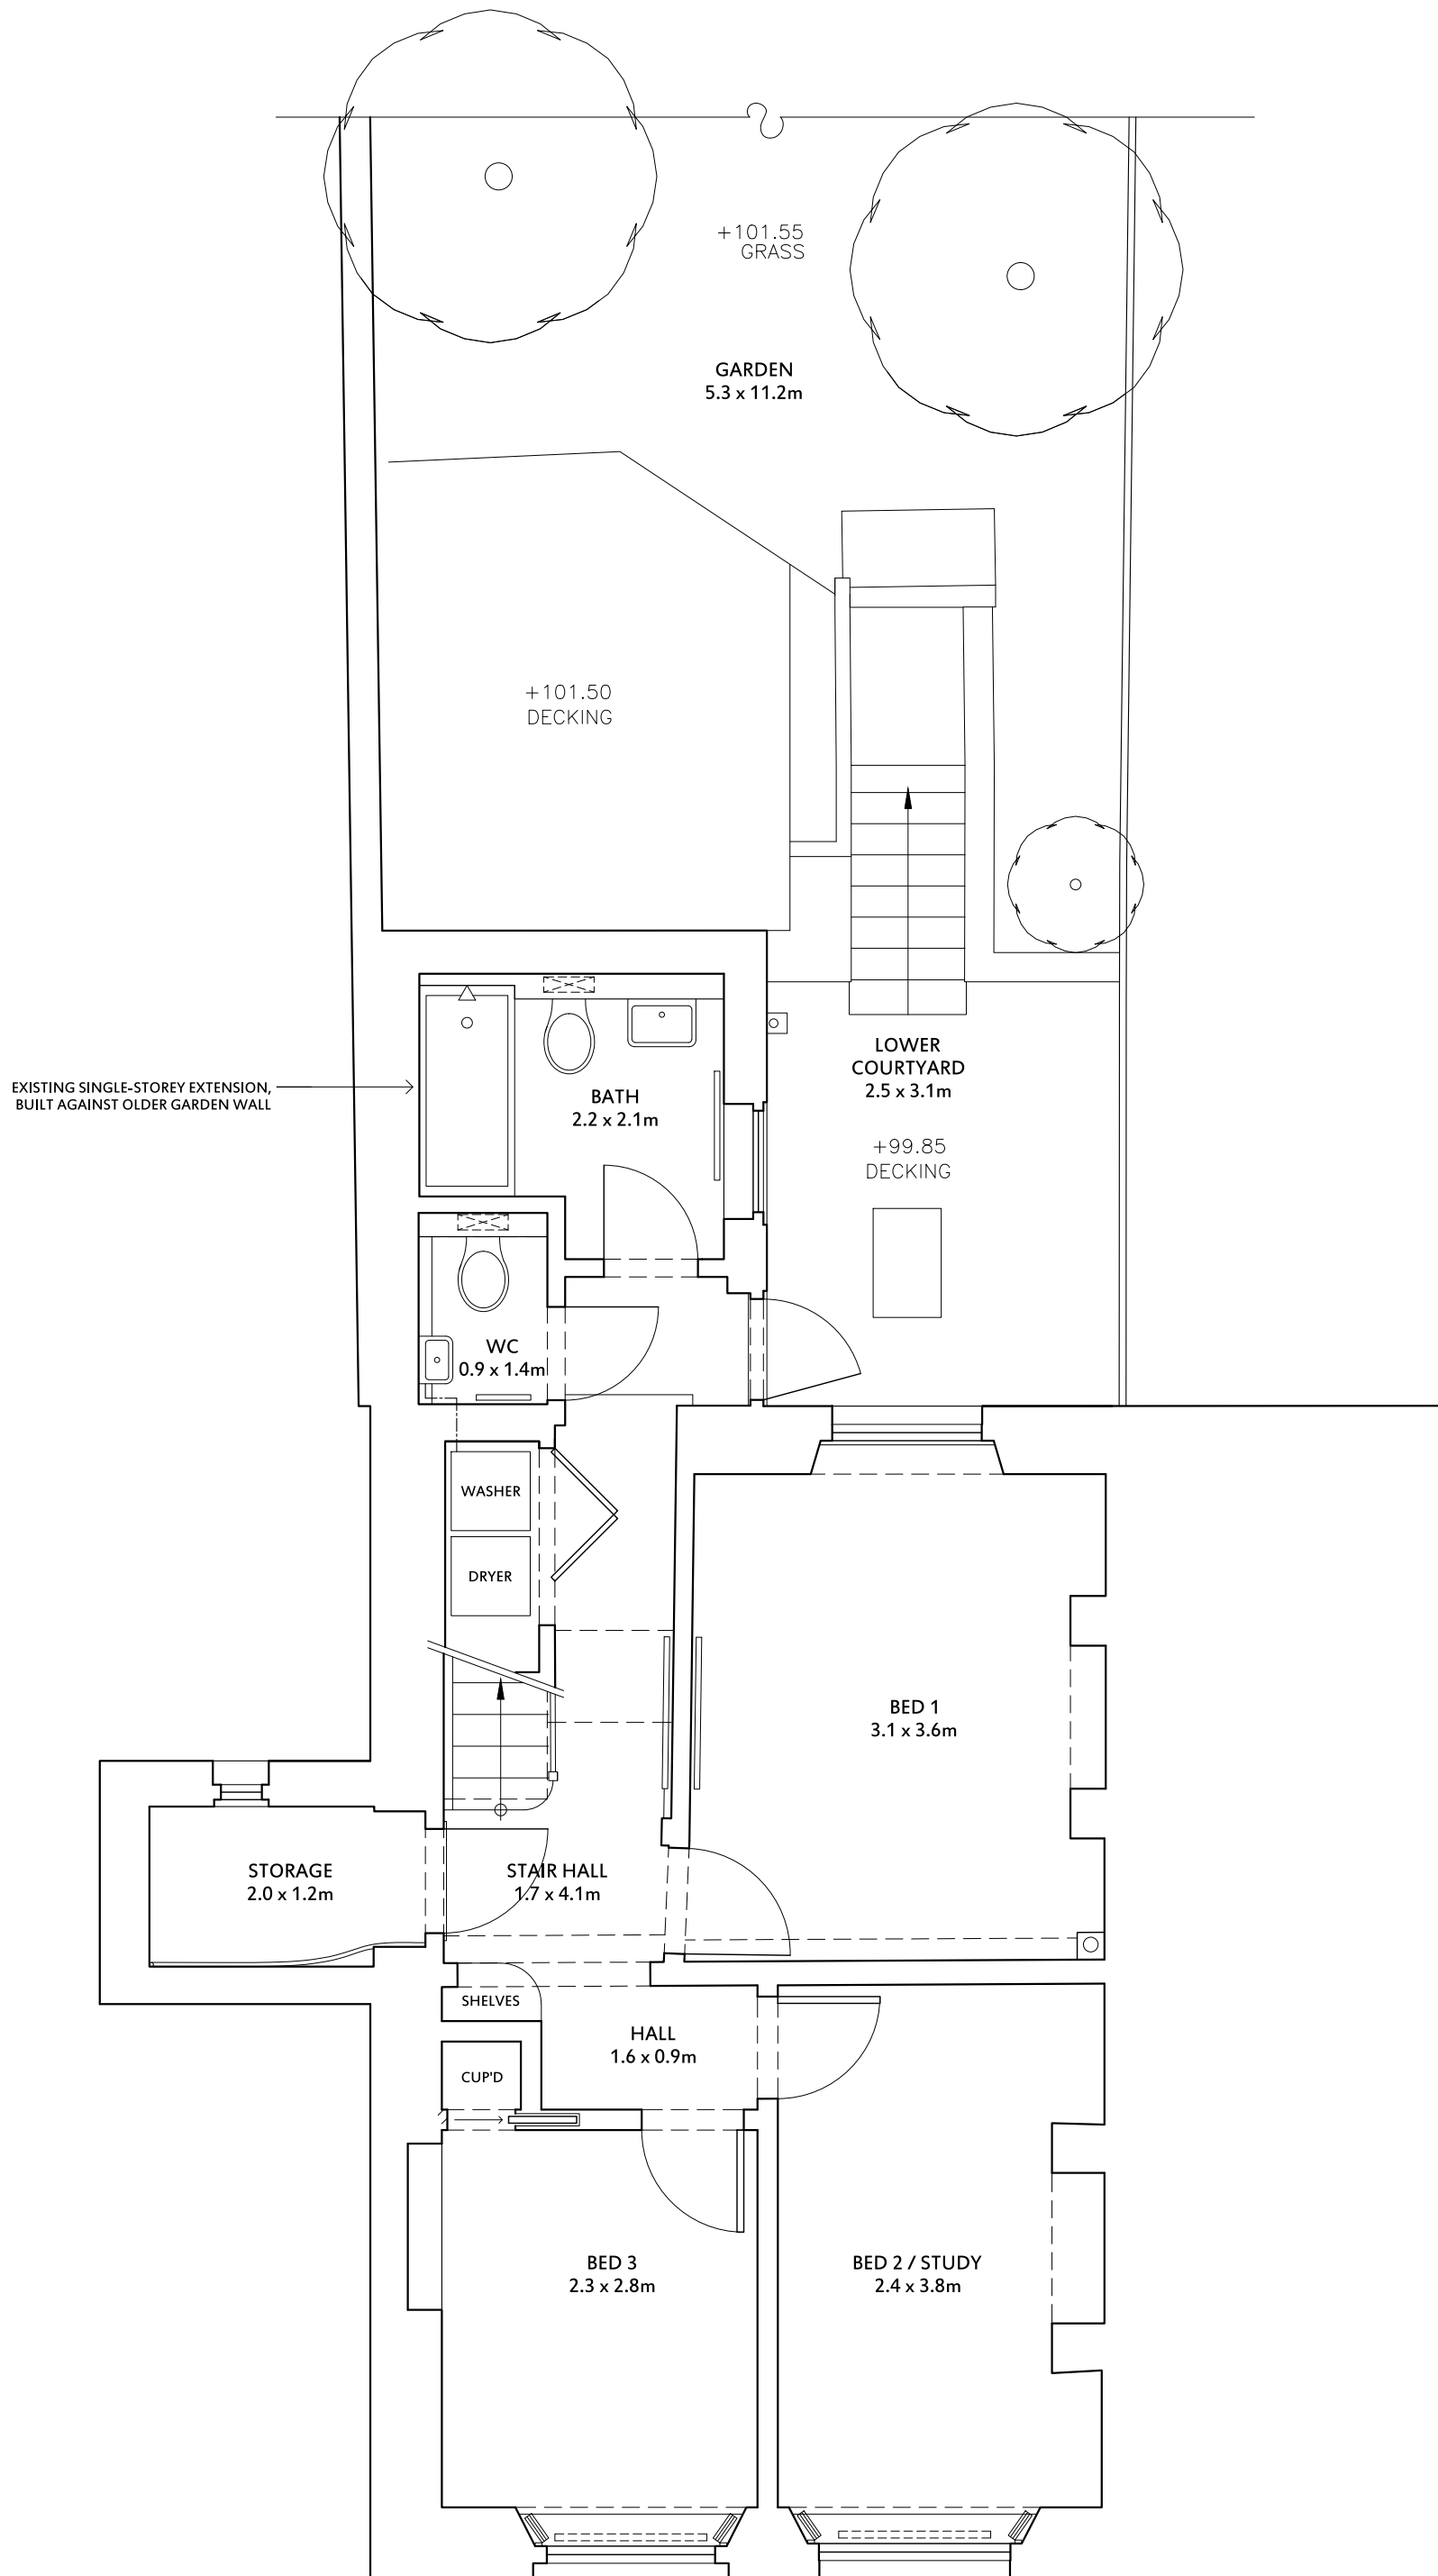 +101.55
GRASS
GARDEN
5.3 x 11.2m
+101.50
DECKING
LOWER
COURTYARD
2.5 x 3.1m
EXISTING SINGLE-STOREY EXTENSION,
BUILT AGAINST OLDER GARDEN WALL
BATH
2.2 x 2.1m
+99.85
DECKING
WC
0.9 x 1.4m
WASHER
DRYER
BED 1
3.1 x 3.6m
STORAGE
2.0 x 1.2m
STAIR HALL
1.7 x 4.1m
SHELVES
HALL
1.6 x 0.9m
CUP'D
BED 3
2.3 x 2.8m
BED 2 / STUDY
2.4 x 3.8m